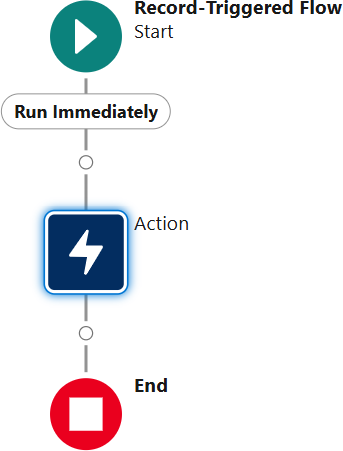 Record-Triggered Flow
Start
Run Immediately
Action
End